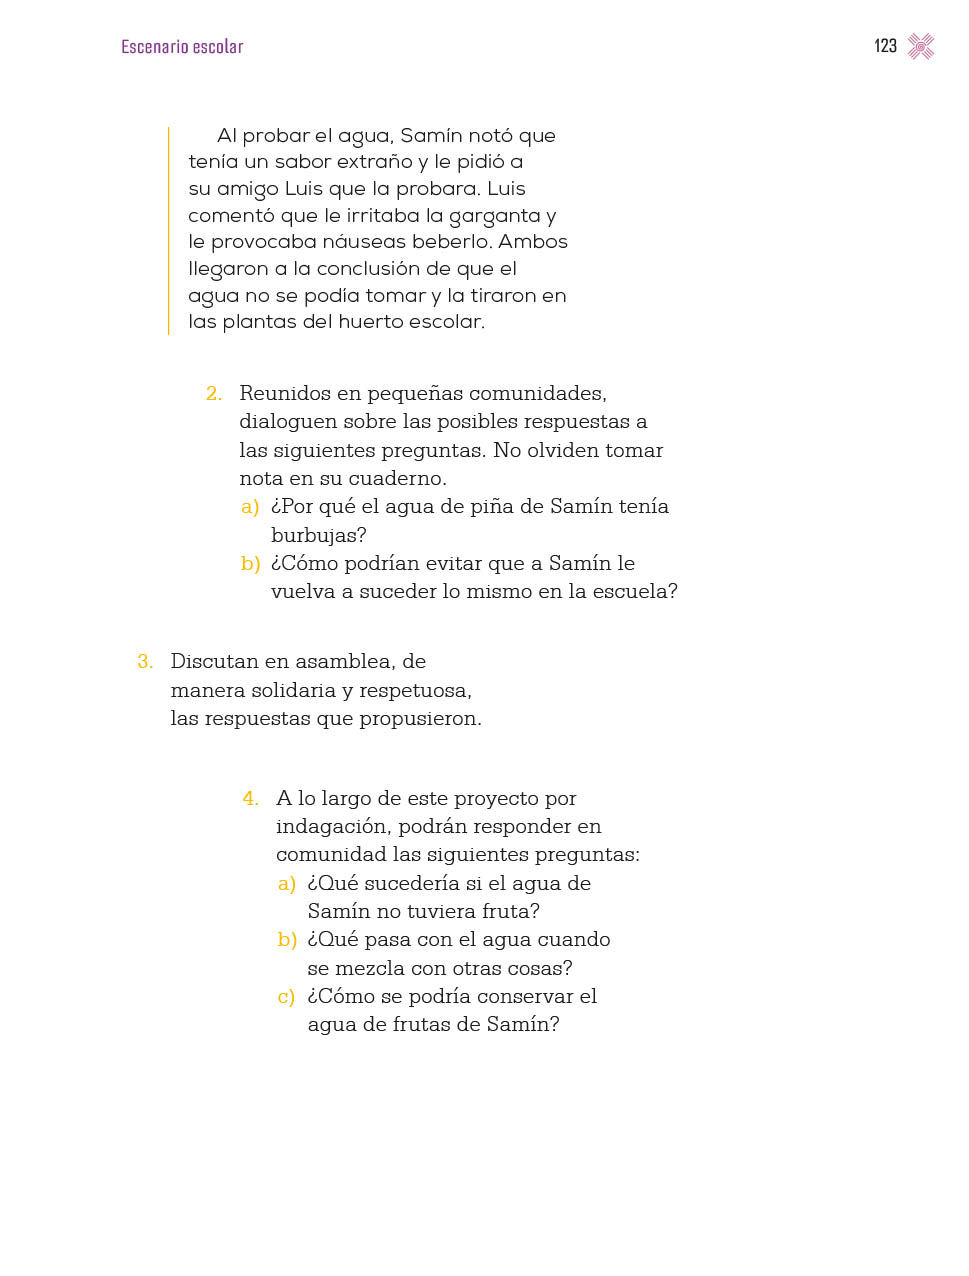 Escenario escolar
123
Al probar el agua, Samín notó que
tenía un sabor extraño y le pidió a
su amigo Luis que la probara. Luis
comentó que le irritaba la garganta y
le provocaba náuseas beberlo. Ambos
llegaron a la conclusión de que el
agua no se podía tomar y la tiraron en
las plantas del huerto escolar.
2. Reunidos en pequeñas comunidades,
dialoguen sobre las posibles respuestas a
las siguientes preguntas. No olviden tomar
nota en su cuaderno.
a) ¿Por qué el agua de piña de Samín tenía
burbujas?
b) ¿Cómo podrían evitar que a Samín le
vuelva a suceder lo mismo en la escuela?
3. Discutan en asamblea, de
manera solidaria y respetuosa,
las respuestas que propusieron.
4. A lo largo de este proyecto por
indagación, podrán responder en
comunidad las siguientes preguntas:
a) ¿Qué sucedería si el agua de
Samín no tuviera fruta?
b) ¿Qué pasa con el agua cuando
se mezcla con otras cosas?
c) ¿Cómo se podría conservar el
agua de frutas de Samín?